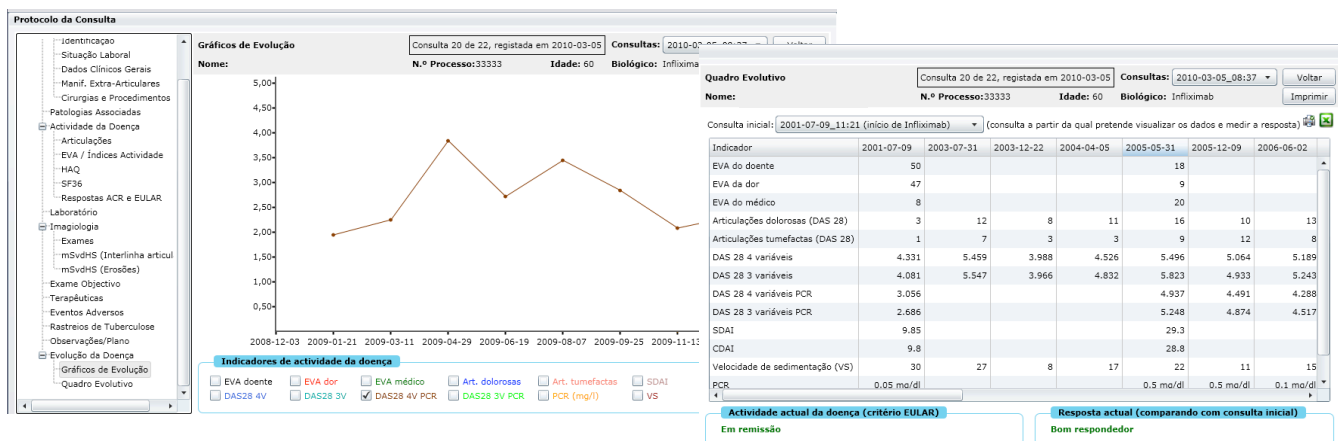 Protocolo da Consulta
Identificação
Situação Laboral
Dados Clínicos Gerais
Manif. Extra-Articulares
Cirurgias e Procedimentos
Patologias Associadas
Actividade da Doença
Articulações
EVA / Índices Actividade
HAQ
SF36
Respostas ACR e EULAR
Laboratório
Imagiologia
Exames
mSvdHS (Interlinha articul
mSvdHS (Erosões)
Exame Objectivo
Terapêuticas
Eventos Adversos
Rastreios de Tuberculose
Observações/Plano
Evolução da Doença
Gráficos de Evolução
Quadro Evolutivo
Gráficos de Evolução Consulta 20 de 22, registada em 2010-03-05 Consultas: 2010-03-05_08:37 Voltar
Nome: N.º Processo:33333 Idade: 60 Biológico: Inflixima
5,00
4,50
4,00
3,50
3,00
2,50
2,00
1,50
1,00
0,50
2008-12-03 2009-01-21 2009-03-11 2009-04-29 2009-06-19 2009-08-07 2009-09-25 2009-11-13
Indicadores de actividade da doença
EVA doente EVA dor EVA médico Art. dolorosas Art. tumefactas SDAI
DAS28 4V DAS28 3V DAS28 4V PCR DAS28 3V PCR PCR (mg/l) VS
Quadro Evolutivo Consulta 20 de 22, registada em 2010-03-05 Consultas: 2010-03-05_08:37 Voltar
Nome: N.º Processo:33333 Idade: 60 Biológico: Infliximab Imprimir
Consulta inicial: 2001-07-09_11:21 (início de Infliximab) (consulta a partir da qual pretende visualizar os dados e medir a resposta)
Indicador 2001-07-09 2003-07-31 2003-12-22 2004-04-05 2005-05-31 2005-12-09 2006-06-02
EVA do doente 50 18
EVA da dor 47 9
EVA do médico 8 20
Articulações dolorosas (DAS 28) 3 12 8 11 16 10 13
Articulações tumefactas (DAS 28) 1 7 3 3 9 12 8
DAS 28 4 variáveis 4.331 5.459 3.988 4.526 5.496 5.064 5.189
DAS 28 3 variáveis 4.081 5.547 3.966 4.832 5.823 4.933 5.243
DAS 28 4 variáveis PCR 3.056 4.937 4.491 4.288
DAS 28 3 variáveis PCR 2.686 5.248 4.874 4.517
SDAI 9.85 29.3
CDAI 9.8 28.8
Velocidade de sedimentação (VS) 30 27 8 17 22 11 15
PCR 0.05 mg/dl 0.5 mg/dl 0.5 mg/dl 0.1 mg/dl
Actividade actual da doença (critério EULAR) Resposta actual (comparando com consulta inicial)
Em remissão Bom respondedor